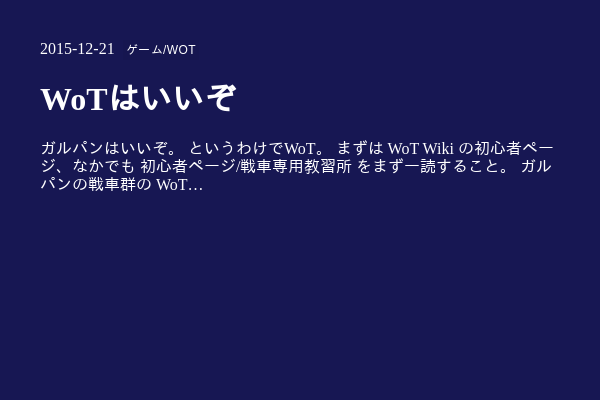 2015-12-21 ゲーム/WOT
WoTはいいぞ
ガルパンはいいぞ。 というわけでWoT。 まずは WoT Wiki の初心者ペー
ジ、なかでも 初心者ページ/戦車専用教習所 をまず一読すること。 ガル
パンの戦車群の WoT…